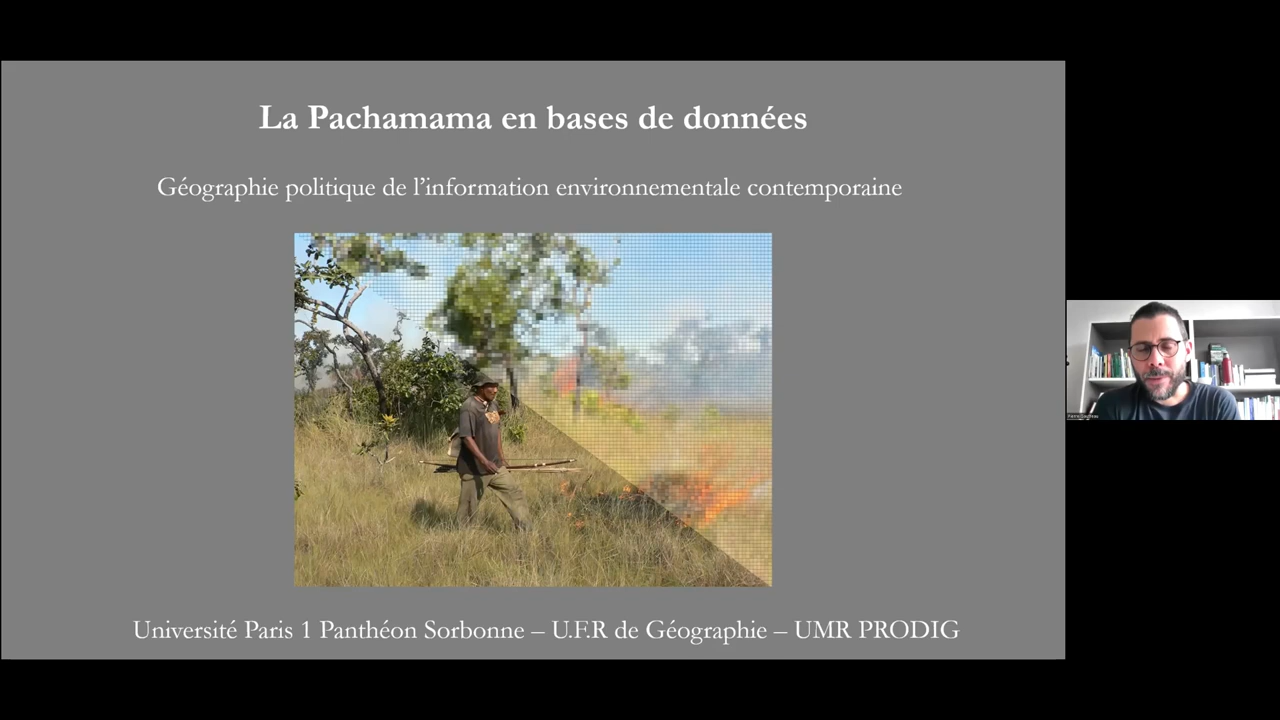 La Pachamama en bases de données
Géographie politique de l’information environnementale contemporaine
Université Paris 1 Panthéon Sorbonne – U.F.R de Géographie – UMR PRODIG